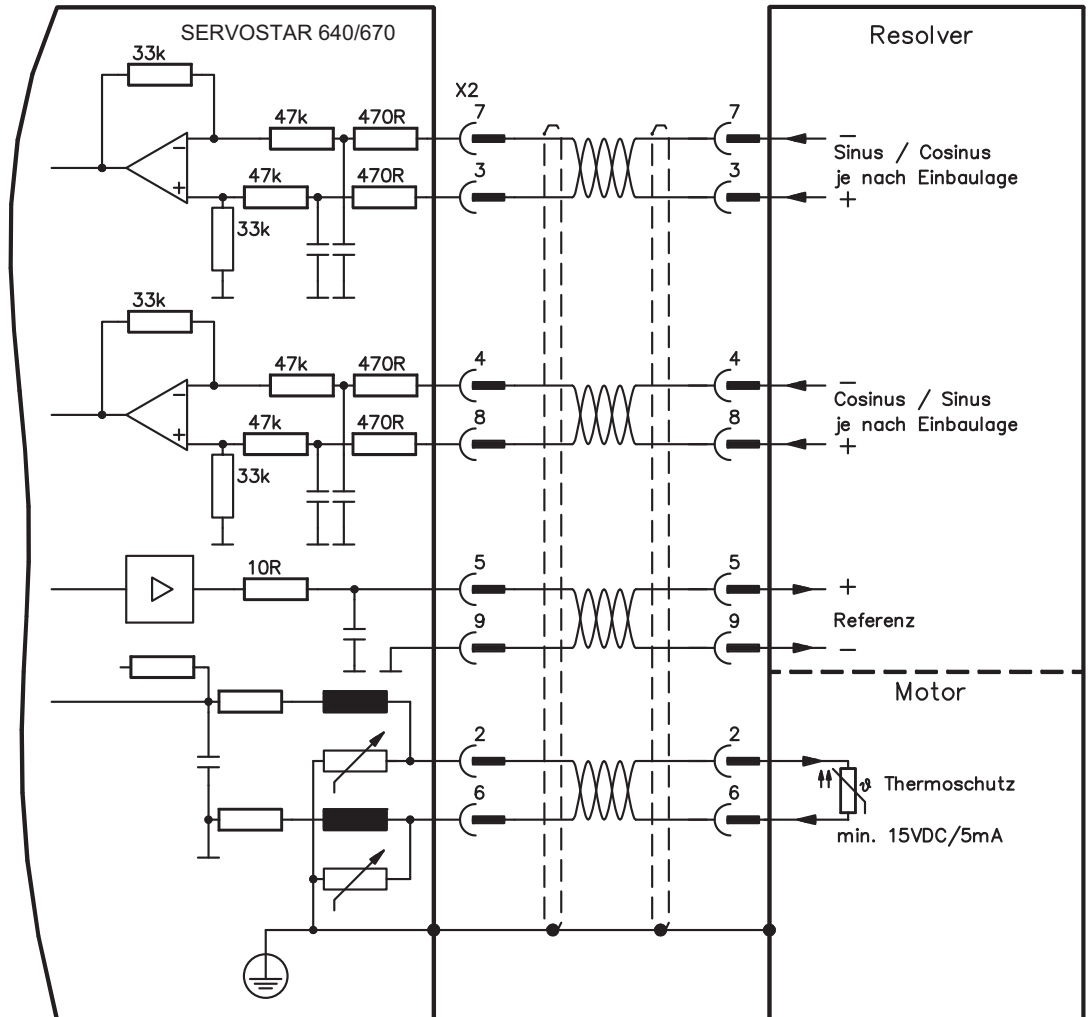 SERVOSTAR 640/670
Resolver
33k
X2
47k
470R
7
7
−
Sinus / Cosinus
je nach Einbaulage
−
+
47k
470R
3
3
+
33k
33k
47k
470R
4
4
−
Cosinus / Sinus
je nach Einbaulage
−
+
47k
470R
8
8
+
33k
10R
5
5
+
Referenz
9
9
−
Motor
2
2
ϑ Thermoschutz
6
6
min. 15VDC/5mA